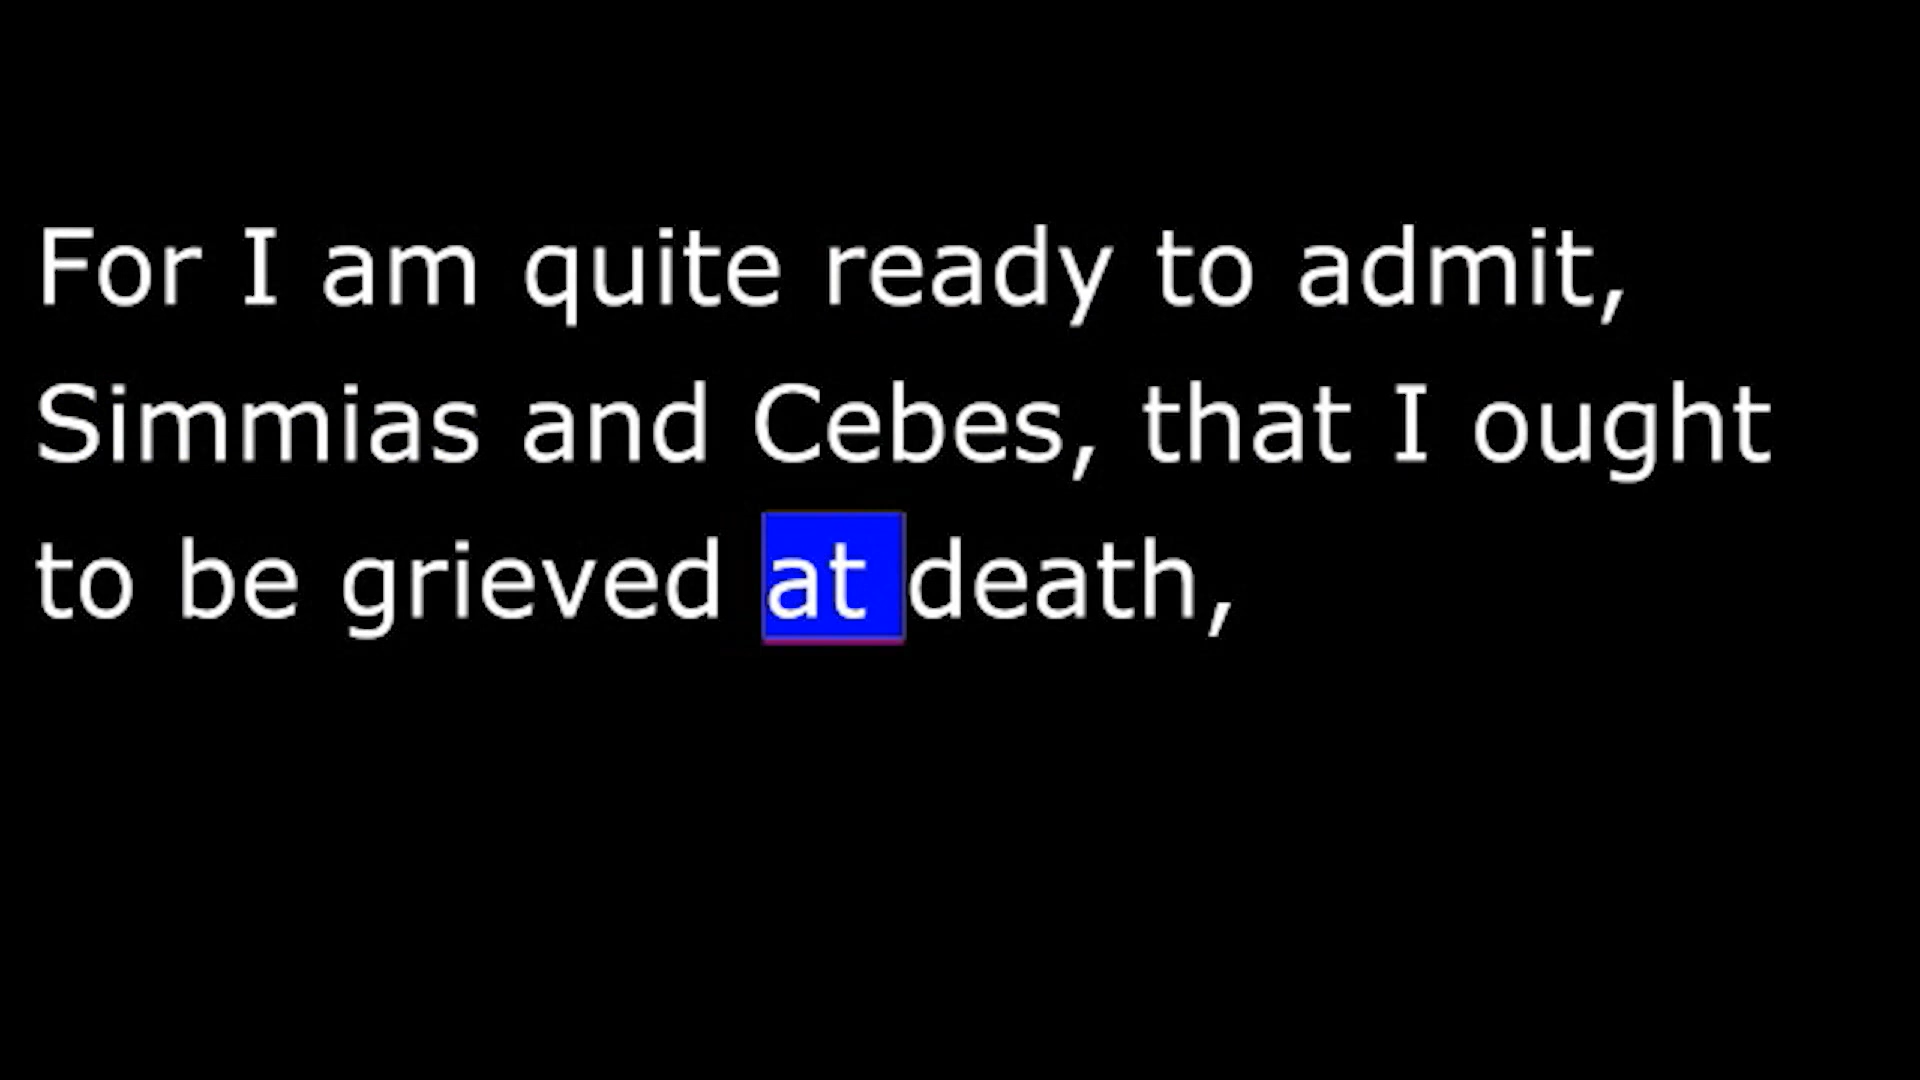 For I am quite ready to admit,
Simmias and Cebes, that I ought
to be grieved at death,